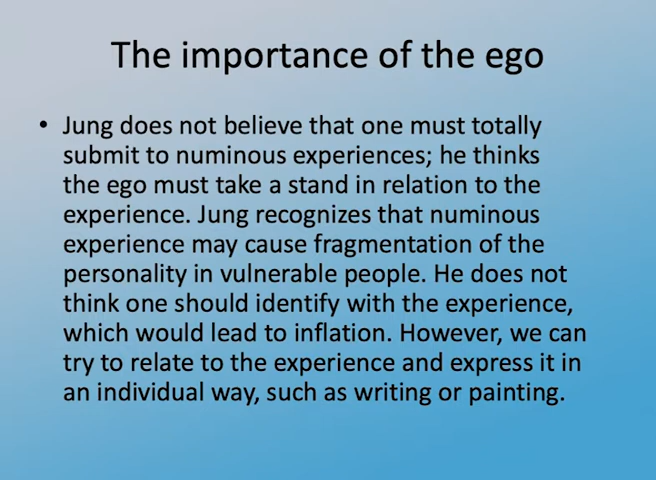 The importance of the ego
• Jung does not believe that one must totally
submit to numinous experiences; he thinks
the ego must take a stand in relation to the
experience. Jung recognizes that numinous
experience may cause fragmentation of the
personality in vulnerable people. He does not
think one should identify with the experience,
which would lead to inflation. However, we can
try to relate to the experience and express it in
an individual way, such as writing or painting.